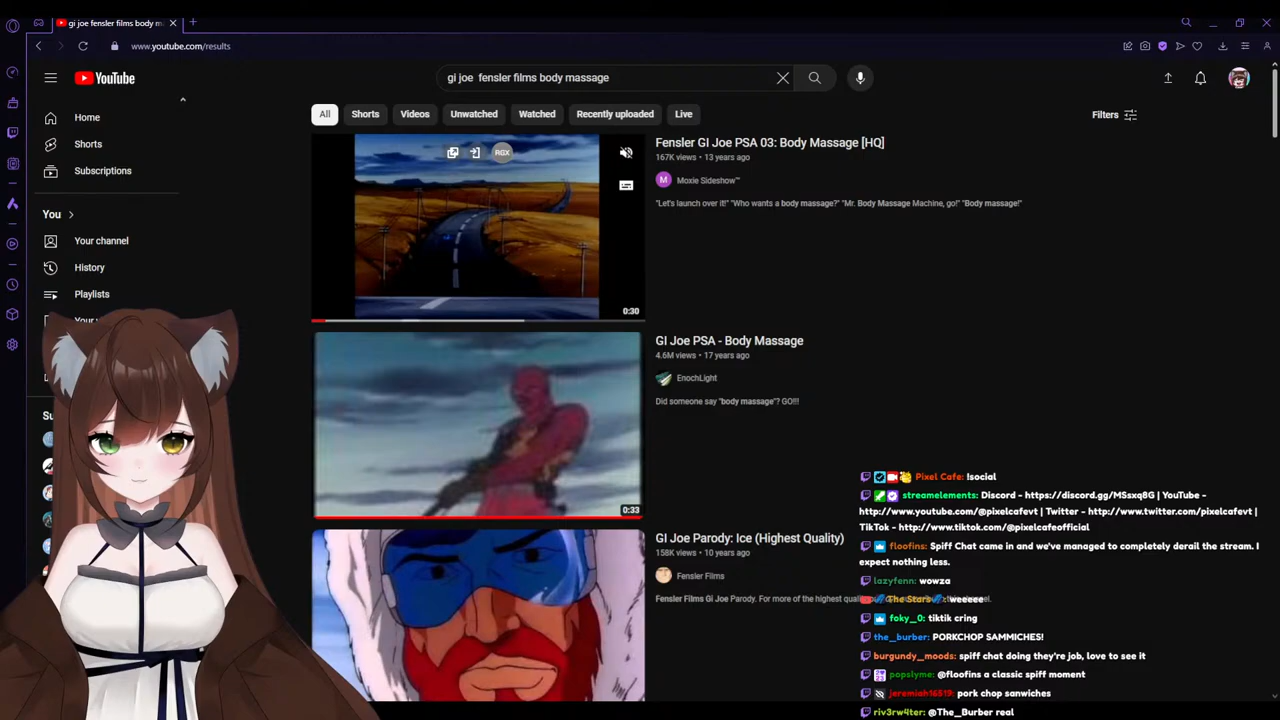 gi joe fensler films body m
www.youtube.com/results
YouTube
gi joe fensler films body massage
Home
Shorts
Subscriptions
You
Your channel
History
Playlists
All
Shorts
Videos
Unwatched
Watched
Recently uploaded
Live
Filters
RGX
0:30
Fensler GI Joe PSA 03: Body Massage [HQ]
167K views • 13 years ago
M
Moxie Sideshow™
"Let's launch over it!" "Who wants a body massage?" "Mr. Body Massage Machine, go!" "Body massage!"
0:33
GI Joe PSA - Body Massage
4.6M views • 17 years ago
EnochLight
Did someone say "body massage"? GO!!!
GI Joe Parody: Ice (Highest Quality)
158K views • 10 years ago
Fensler Films
Fensler Films Gi Joe Parody. For more of the highest
Pixel Cafe: !social
streamelements: Discord - https://discord.gg/MSsxq8G | YouTube -
http://www.youtube.com/@pixelcafevt | Twitter - http://www.twitter.com/pixelcafevt |
TikTok - http://www.tiktok.com/@pixelcafeofficial
floofins: Spiff Chat came in and we've managed to completely derail the stream. I
expect nothing less.
lazyfenn: wowza
weeeee
foky_0: tiktik cring
the_burber: PORKCHOP SAMMICHES!
burgundy_moods: spiff chat doing they're job, love to see it
popslyme: @floofins a classic spiff moment
jeremiah16519: pork chop sanwiches
riv3rw4ter: @The_Burber real